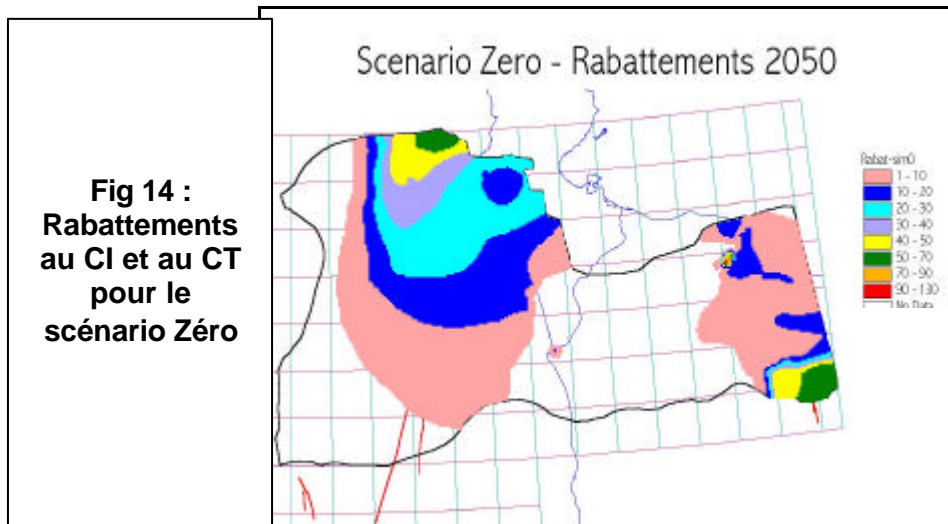 Fig 14 :
Rabattements
au CI et au CT
pour le
scénario Zéro
Scenario Zero - Rabattements 2050
Rabat-sim0
1 - 10
10 - 20
20 - 30
30 - 40
40 - 50
50 - 70
70 - 90
90 - 130
No Data